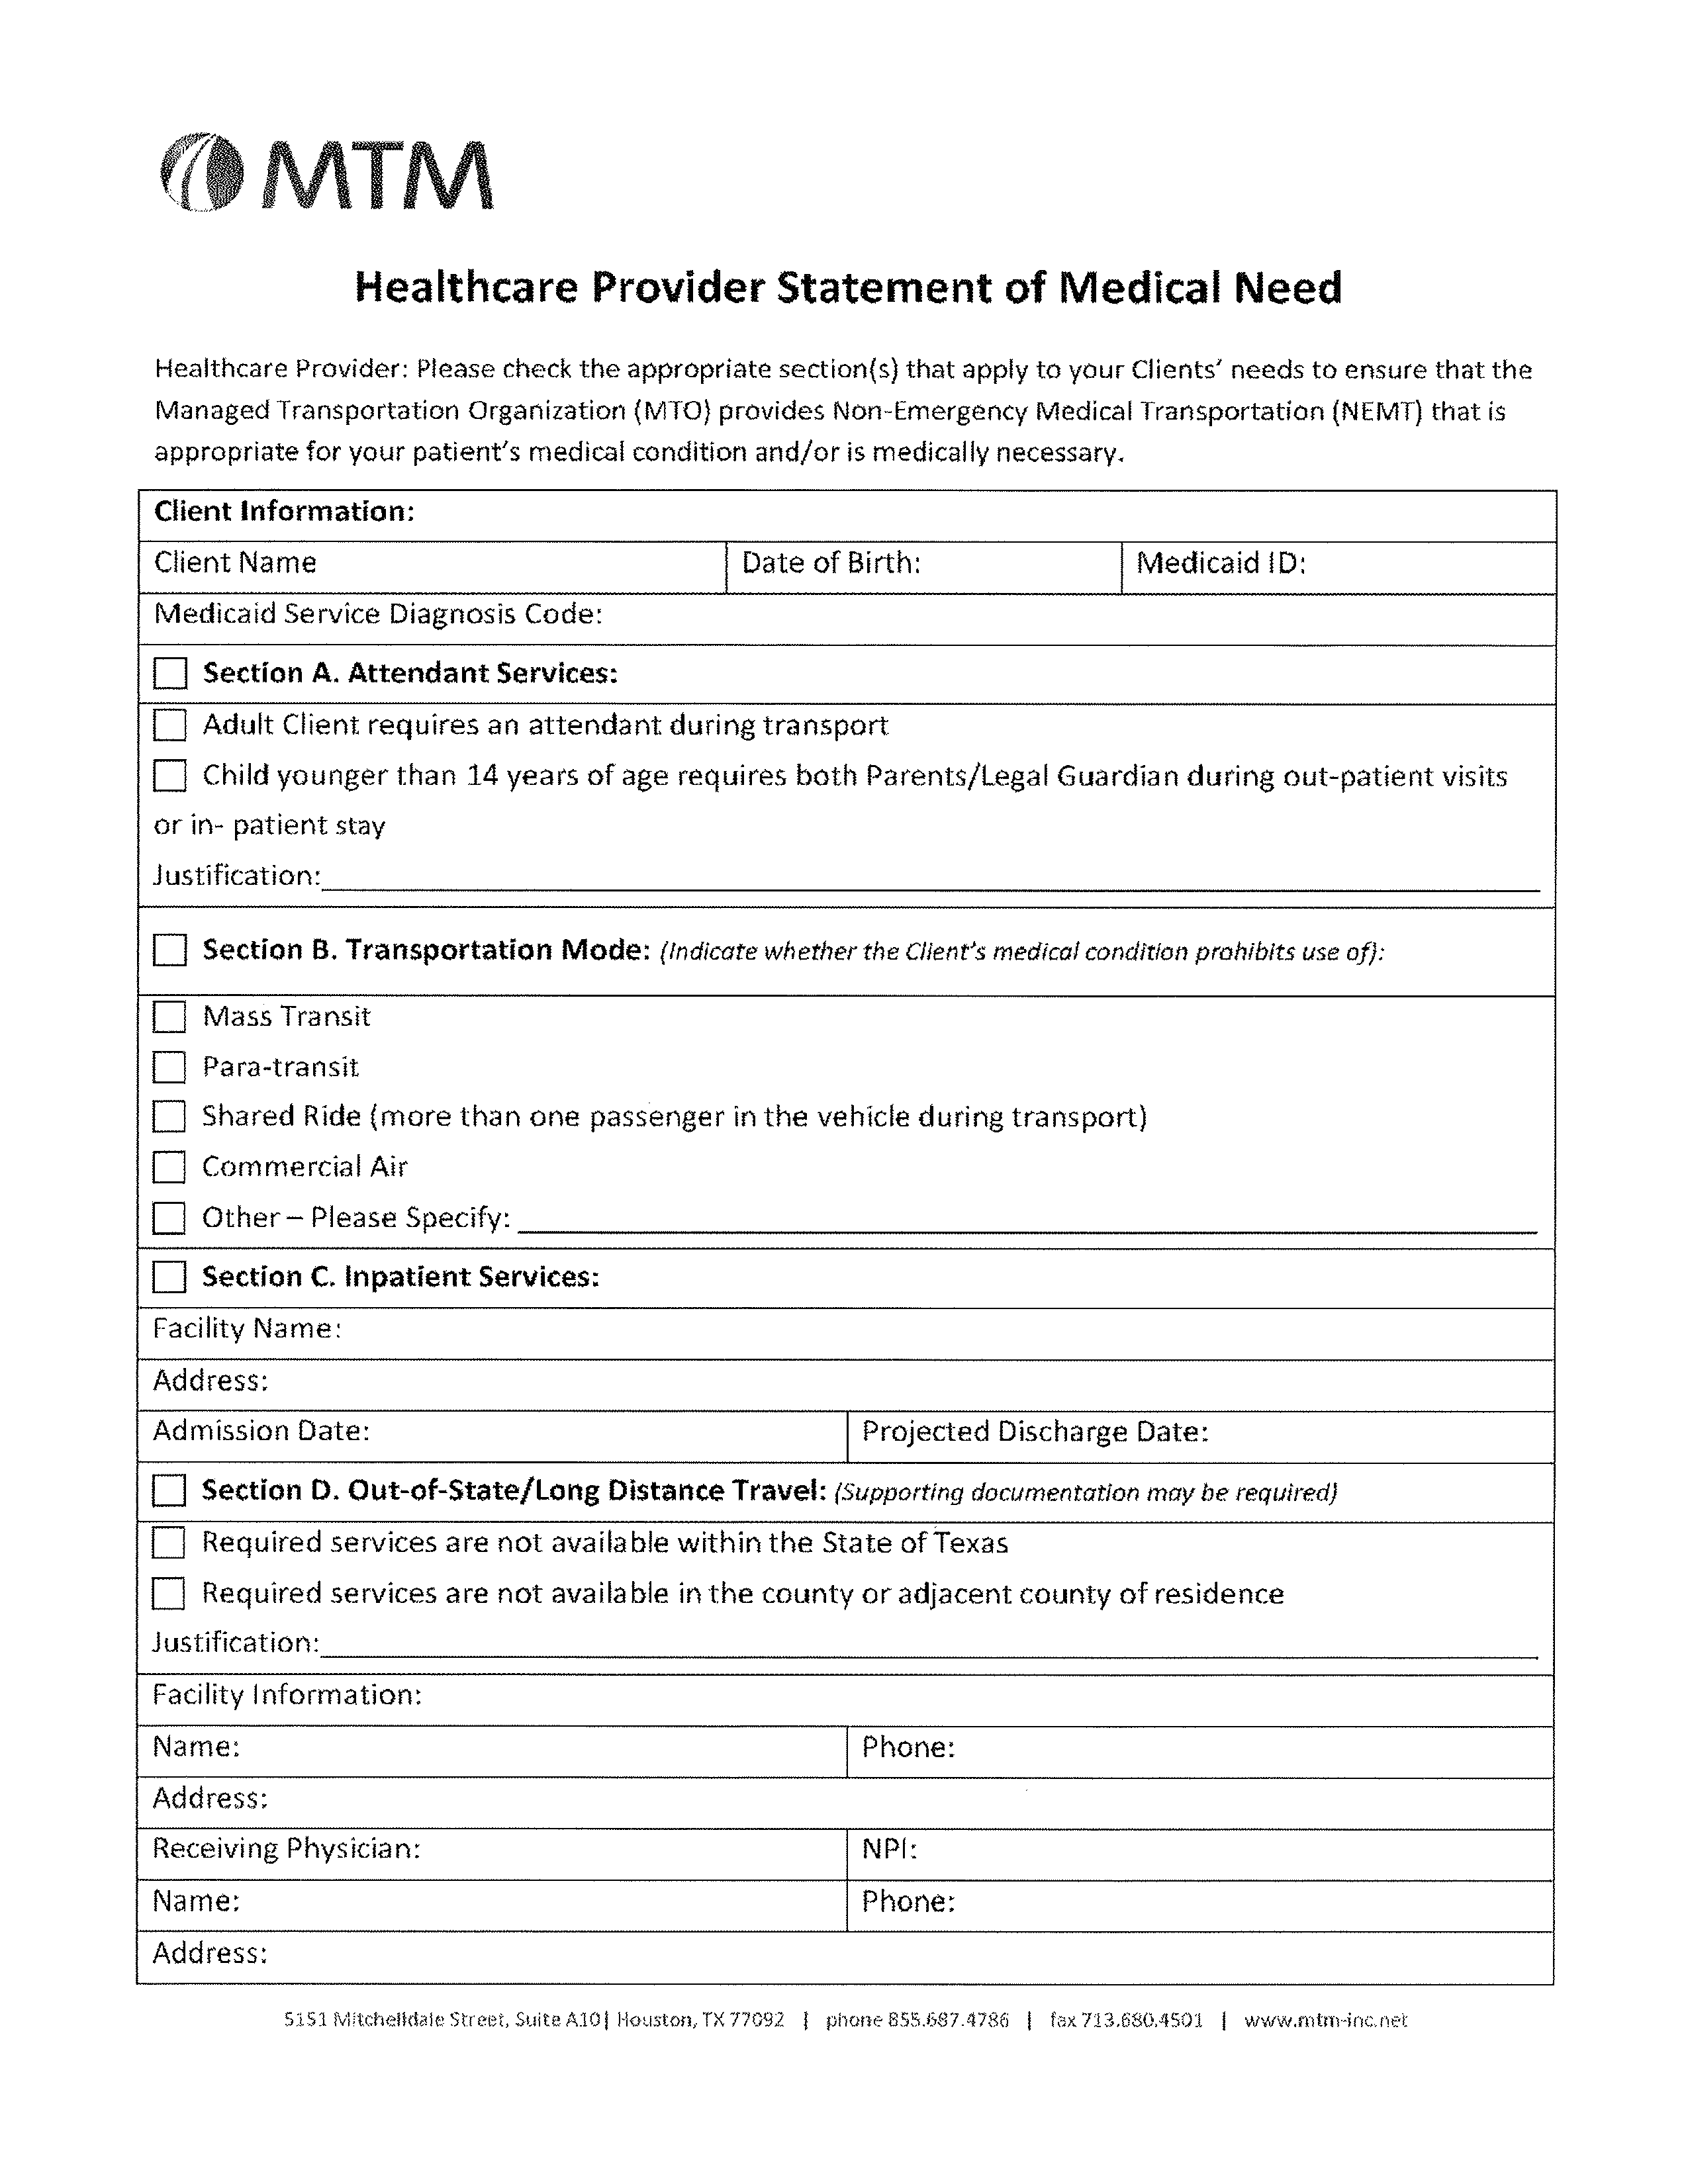 MTM
Healthcare Provider Statement of Medical Need
Healthcare Provider: Please check the appropriate section(s) that apply to your Clients' needs to ensure that the
Managed Transportation Organization (MTO) provides Non-Emergency Medical Transportation (NEMT) that is
appropriate for your patient's medical condition and/or is medically necessary.
Client Information:
Client Name Date of Birth: Medicaid ID:
Medicaid Service Diagnosis Code:
Section A. Attendant Services:
Adult Client requires an attendant during transport
Child younger than 14 years of age requires both Parents/Legal Guardian during out-patient visits
or in- patient stay
Justification:
Section B. Transportation Mode: (Indicate whether the Client's medical condition prohibits use of):
Mass Transit
Para-transit
Shared Ride (more than one passenger in the vehicle during transport)
Commercial Air
Other – Please Specify:
Section C. Inpatient Services:
Facility Name:
Address:
Admission Date: Projected Discharge Date:
Section D. Out-of-State/Long Distance Travel: (Supporting documentation may be required)
Required services are not available within the State of Texas
Required services are not available in the county or adjacent county of residence
Justification:
Facility Information:
Name: Phone:
Address:
Receiving Physician: NPI:
Name: Phone:
Address:
5151 Mitchelldale Street, Suite A10| Houston, TX 77092 | phone 855.687.4786 | fax 713.680.4501 | www.mtm-inc.net